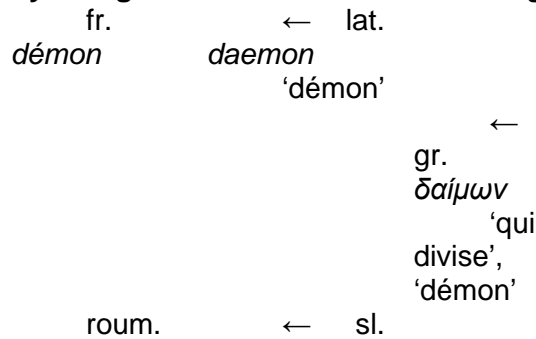 fr. ← lat.
démon daemon
‘démon’
←
gr.
δαίμων
‘qui
divise’,
‘démon’
roum. ← sl.